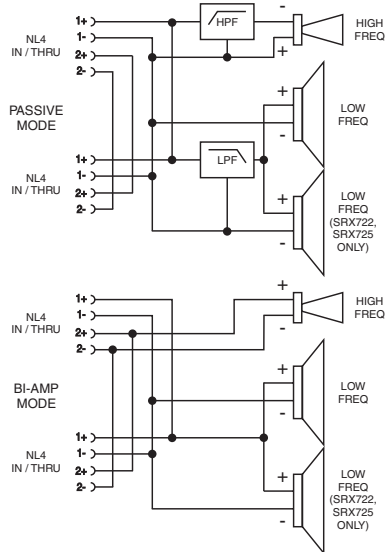 1+
1-
2+
2-
NL4
IN / THRU
HPF
-
+
HIGH
FREQ
PASSIVE
MODE
+
-
LOW
FREQ
1+
1-
2+
2-
NL4
IN / THRU
LPF
+
-
LOW
FREQ
(SRX722,
SRX725
ONLY)
1+
1-
2+
2-
NL4
IN / THRU
+
-
HIGH
FREQ
BI-AMP
MODE
+
-
LOW
FREQ
1+
1-
2+
2-
NL4
IN / THRU
+
-
LOW
FREQ
(SRX722,
SRX725
ONLY)